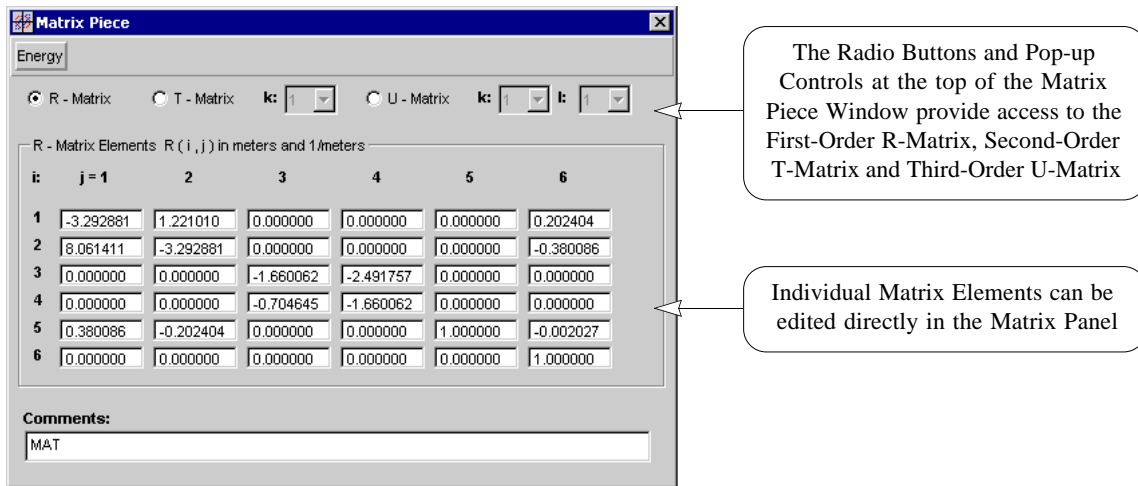 Matrix Piece
Energy
R - Matrix T - Matrix k: 1 U - Matrix k: 1 l: 1
R - Matrix Elements R ( i , j ) in meters and 1/meters
i: j = 1 2 3 4 5 6
1 -3.292881 1.221010 0.000000 0.000000 0.000000 0.202404
2 8.061411 -3.292881 0.000000 0.000000 0.000000 -0.380086
3 0.000000 0.000000 -1.660062 -2.491757 0.000000 0.000000
4 0.000000 0.000000 -0.704645 -1.660062 0.000000 0.000000
5 0.380086 -0.202404 0.000000 0.000000 1.000000 -0.002027
6 0.000000 0.000000 0.000000 0.000000 0.000000 1.000000
Comments:
MAT
The Radio Buttons and Pop-up
Controls at the top of the Matrix
Piece Window provide access to the
First-Order R-Matrix, Second-Order
T-Matrix and Third-Order U-Matrix
Individual Matrix Elements can be
edited directly in the Matrix Panel